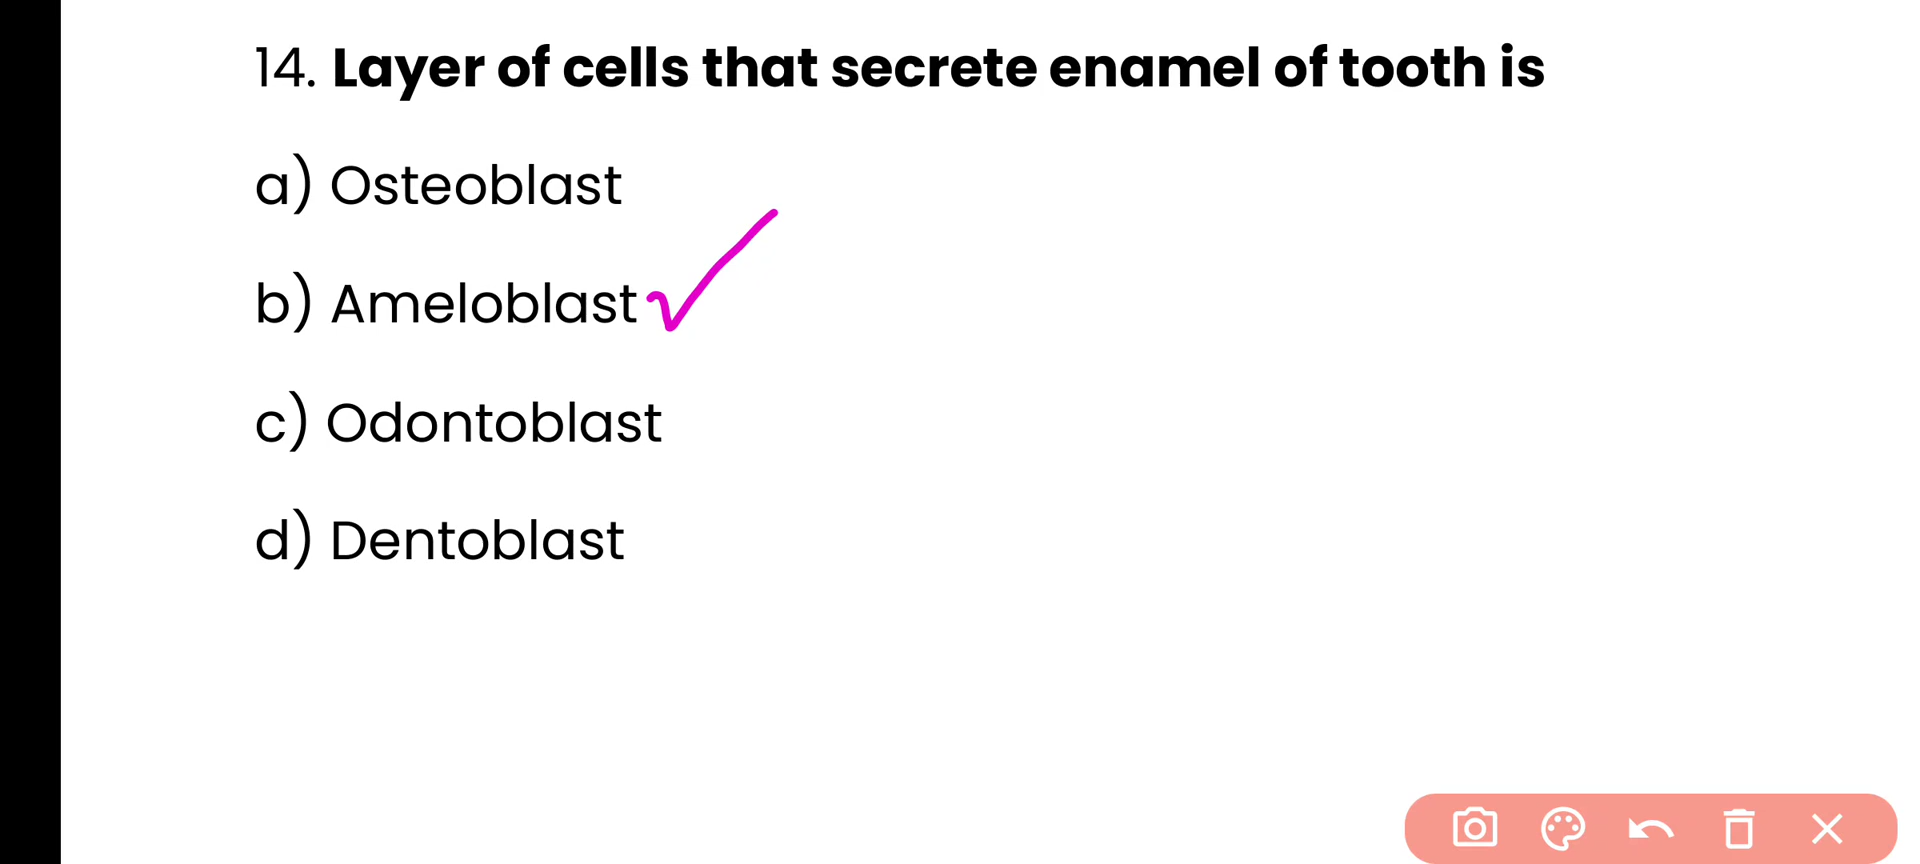 14. Layer of cells that secrete enamel of tooth is
a) Osteoblast
b) Ameloblast
c) Odontoblast
d) Dentoblast